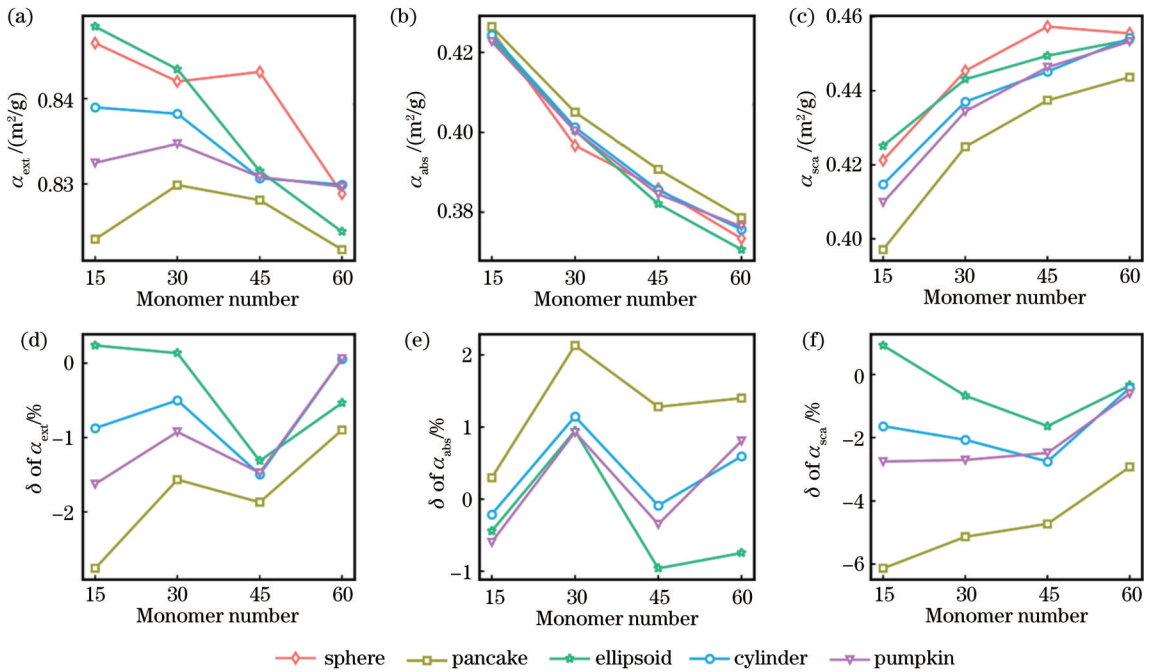 (a)
α_ext /(m²/g)
0.84
0.83
15 30 45 60
Monomer number
(b)
α_abs /(m²/g)
0.42
0.40
0.38
15 30 45 60
Monomer number
(c)
α_sca /(m²/g)
0.46
0.44
0.42
0.40
15 30 45 60
Monomer number
(d)
δ of α_ext/%
0
−1
−2
15 30 45 60
Monomer number
(e)
δ of α_abs/%
2
1
0
−1
15 30 45 60
Monomer number
(f)
δ of α_sca/%
0
−2
−4
−6
15 30 45 60
Monomer number
sphere pancake ellipsoid cylinder pumpkin